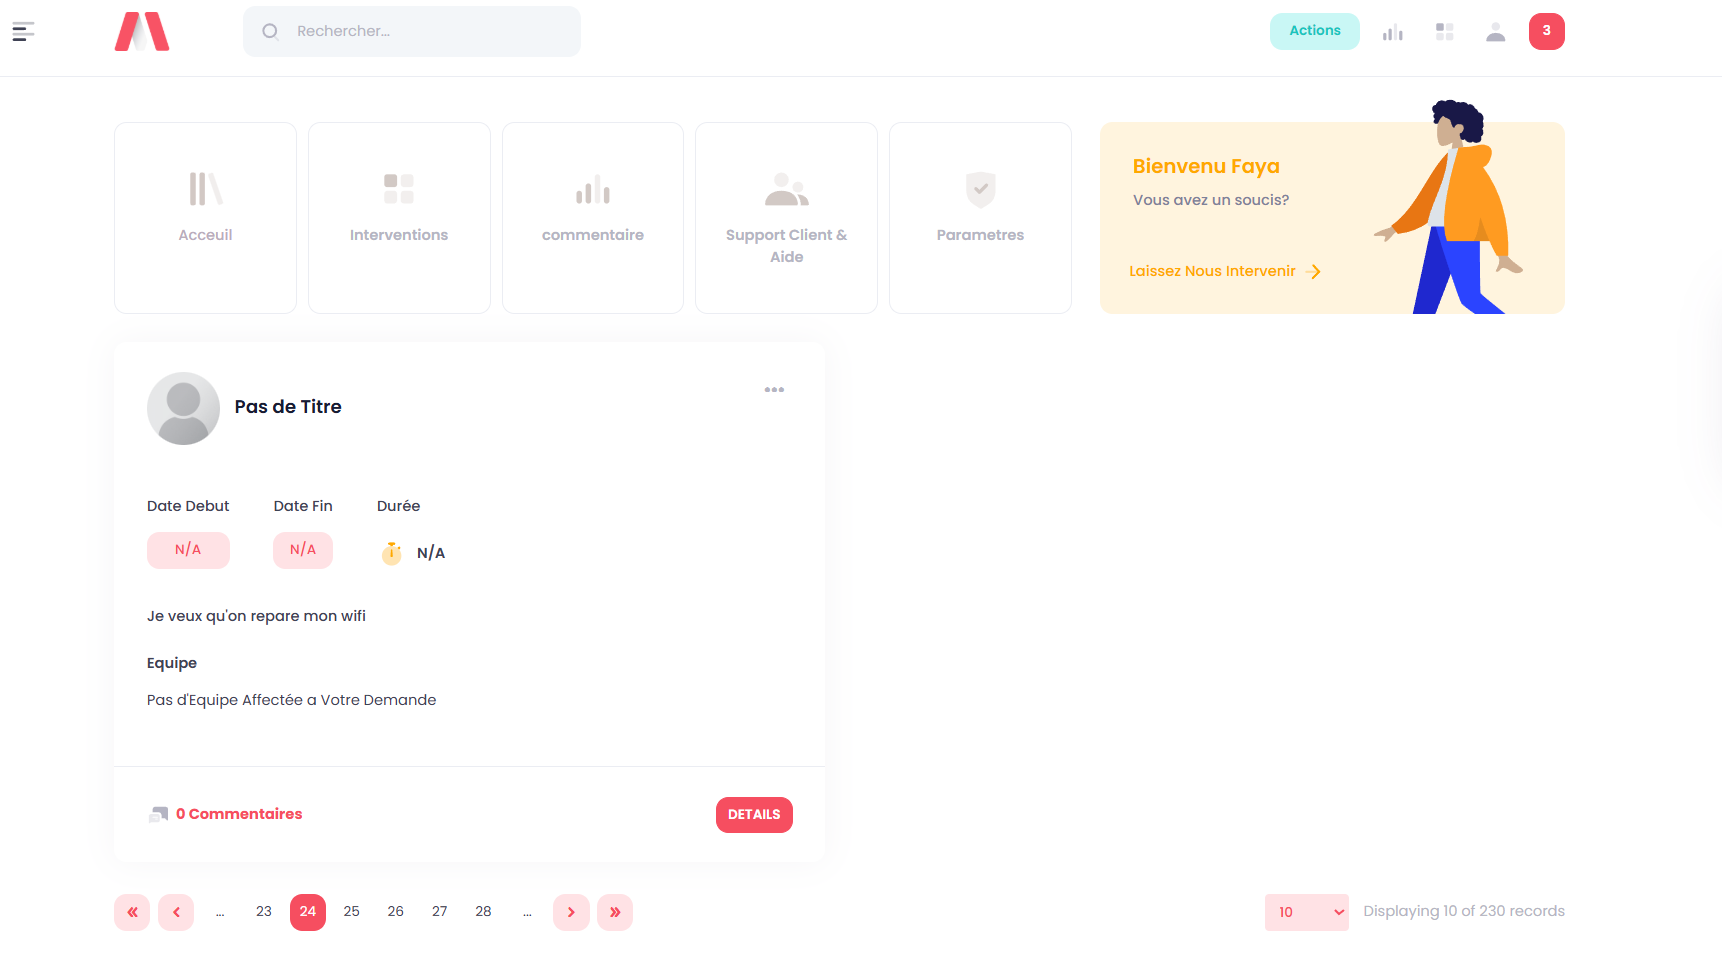 Rechercher...
Actions
3
Acceuil
Interventions
commentaire
Support Client &
Aide
Parametres
Bienvenu Faya
Vous avez un soucis?
Laissez Nous Intervenir
Pas de Titre
Date Debut Date Fin Durée
N/A N/A N/A
Je veux qu'on repare mon wifi
Equipe
Pas d'Equipe Affectée a Votre Demande
0 Commentaires
DETAILS
... 23 24 25 26 27 28 ...
10 Displaying 10 of 230 records